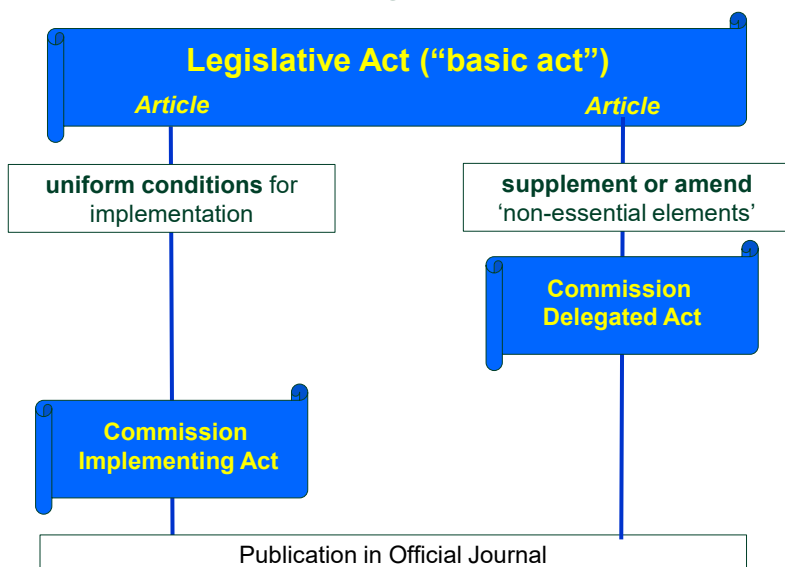 Legislative Act (“basic act”)
Article
Article
uniform conditions for
implementation
supplement or amend
‘non-essential elements’
Commission
Delegated Act
Commission
Implementing Act
Publication in Official Journal